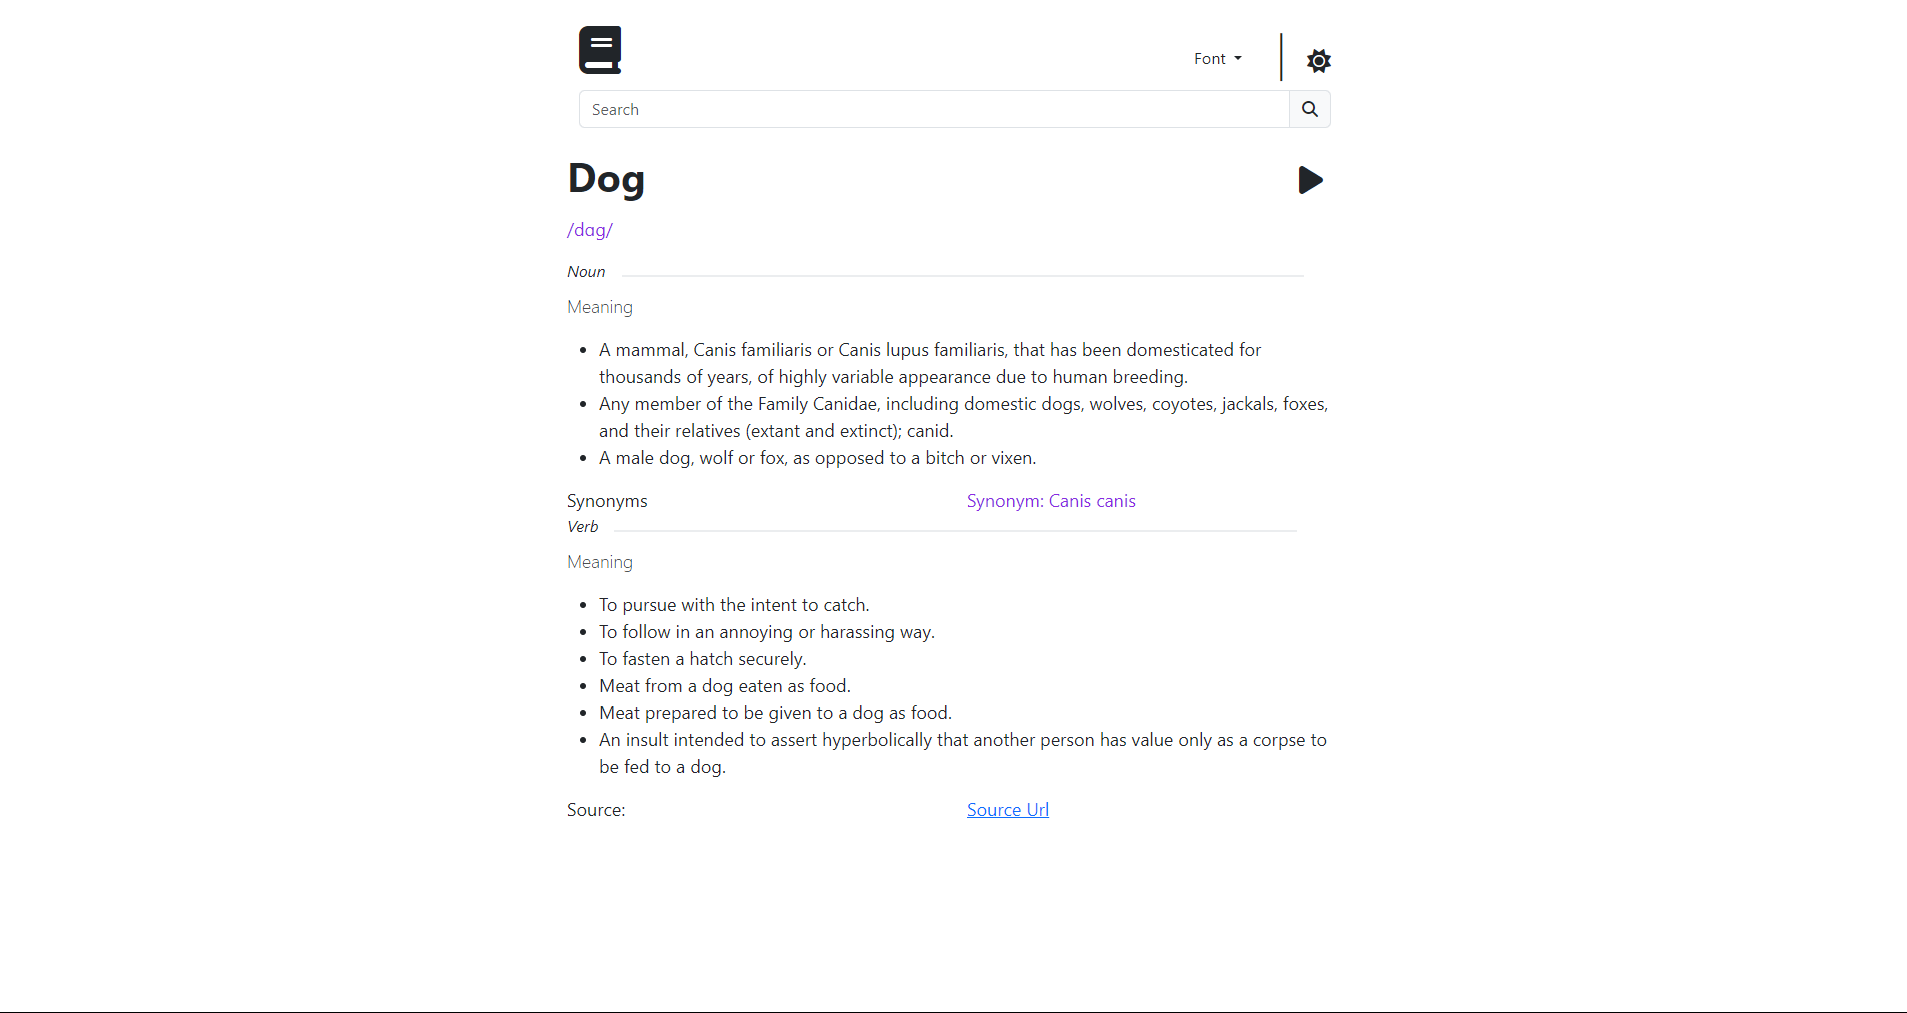 Font
Search
Dog
/dɑɡ/
Noun
Meaning
A mammal, Canis familiaris or Canis lupus familiaris, that has been domesticated for
thousands of years, of highly variable appearance due to human breeding.
Any member of the Family Canidae, including domestic dogs, wolves, coyotes, jackals, foxes,
and their relatives (extant and extinct); canid.
A male dog, wolf or fox, as opposed to a bitch or vixen.
Synonyms Synonym: Canis canis
Verb
Meaning
To pursue with the intent to catch.
To follow in an annoying or harassing way.
To fasten a hatch securely.
Meat from a dog eaten as food.
Meat prepared to be given to a dog as food.
An insult intended to assert hyperbolically that another person has value only as a corpse to
be fed to a dog.
Source: Source Url